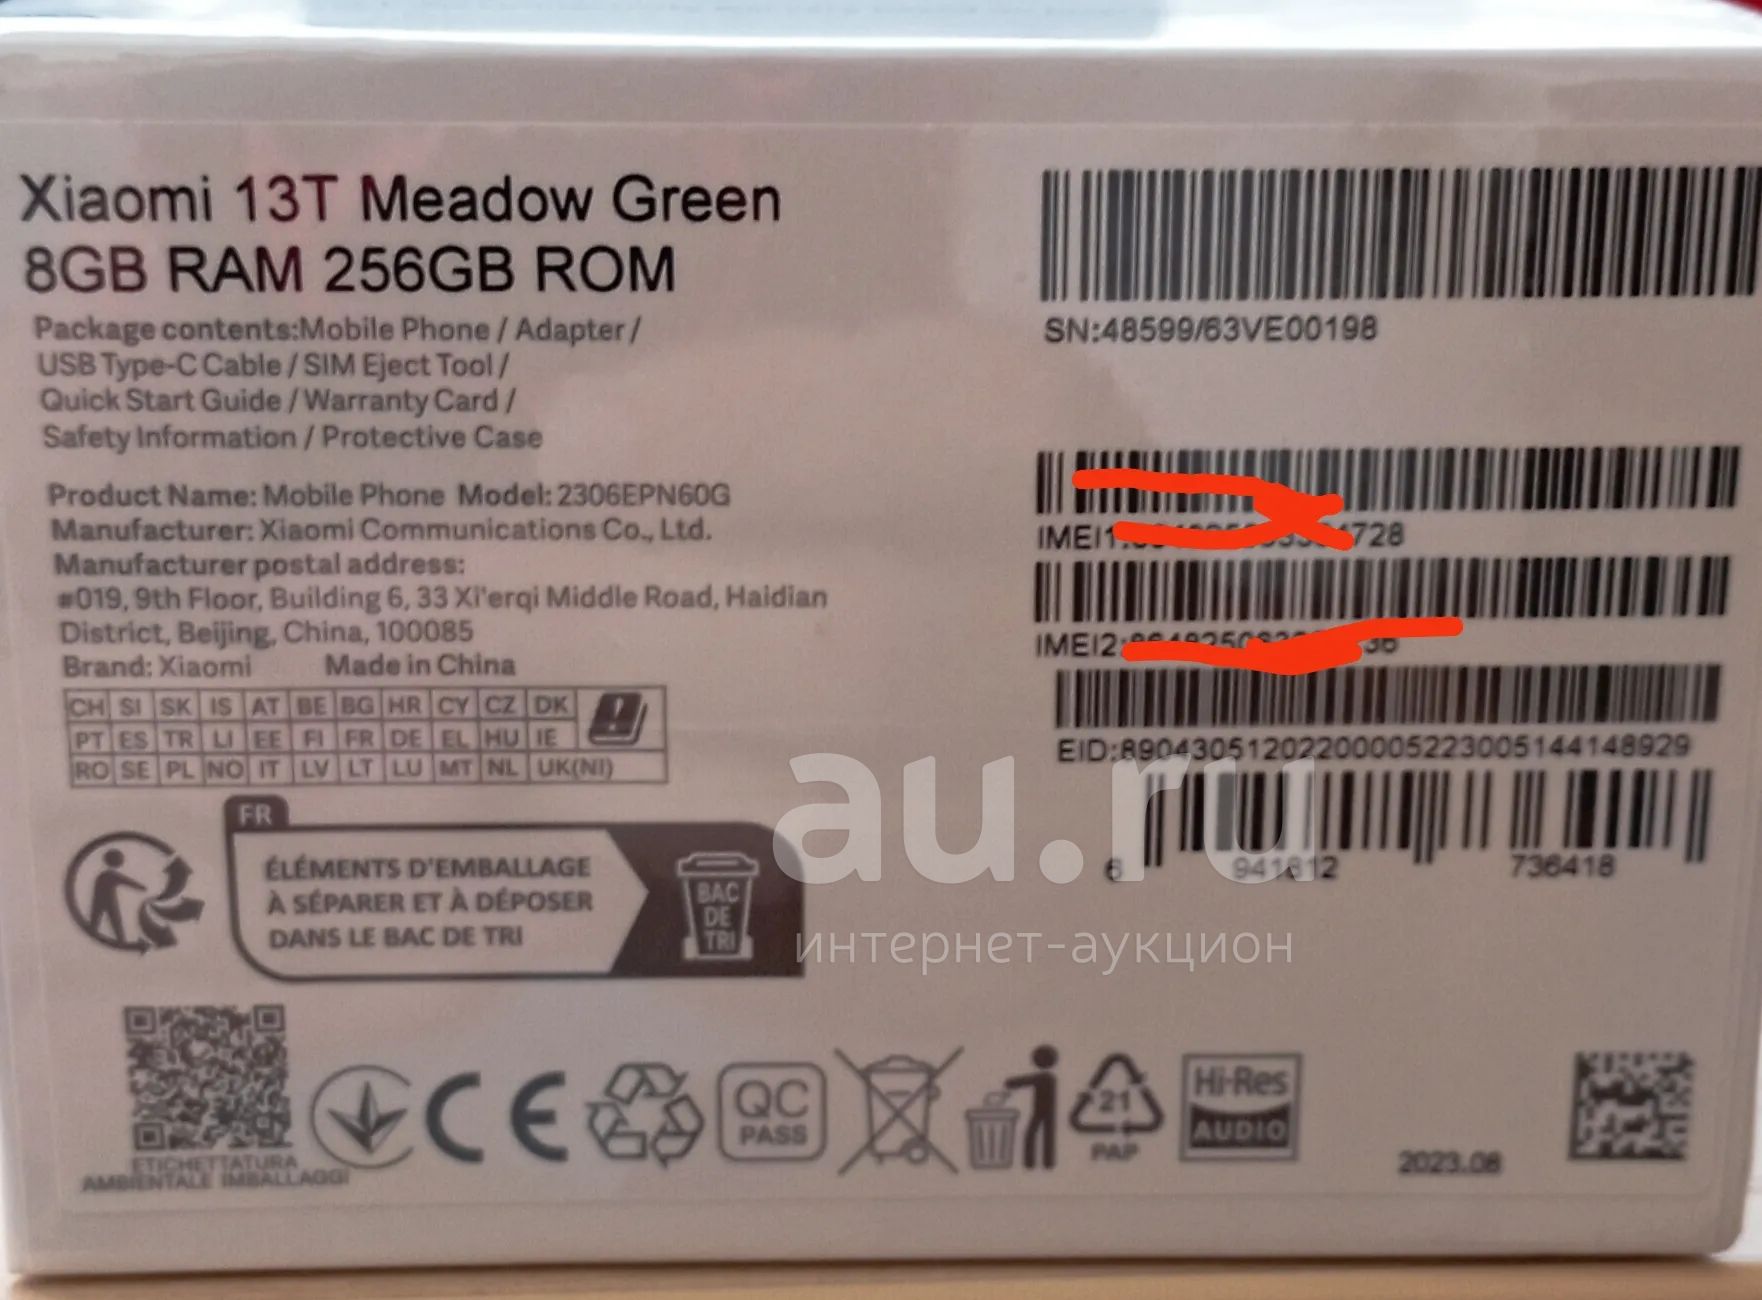 Xiaomi 13T Meadow Green
8GB RAM 256GB ROM
Package contents:Mobile Phone / Adapter /
USB Type-C Cable / SIM Eject Tool /
Quick Start Guide / Warranty Card /
Safety Information / Protective Case
Product Name: Mobile Phone Model: 2306EPN60G
Manufacturer: Xiaomi Communications Co., Ltd.
Manufacturer postal address:
#019, 9th Floor, Building 6, 33 Xi'erqi Middle Road, Haidian
District, Beijing, China, 100085
Brand: Xiaomi Made in China
CH SI SK IS AT BE BG HR CY CZ DK
PT ES TR LI EE FI FR DE EL HU IE
RO SE PL NO IT LV LT LU MT NL UK(NI)
FR
ÉLÉMENTS D'EMBALLAGE
À SÉPARER ET À DÉPOSER
DANS LE BAC DE TRI
BAC
DE
TRI
ETICHETTATURA
AMBIENTALE IMBALLAGGI
CE
QC
PASS
21
PAP
Hi-Res
AUDIO
2023.08
SN:48599/63VE00198
IMEI1:
IMEI2:
EID:89043051202200005223005144148929
6 941812 736418
au.ru
интернет-аукцион